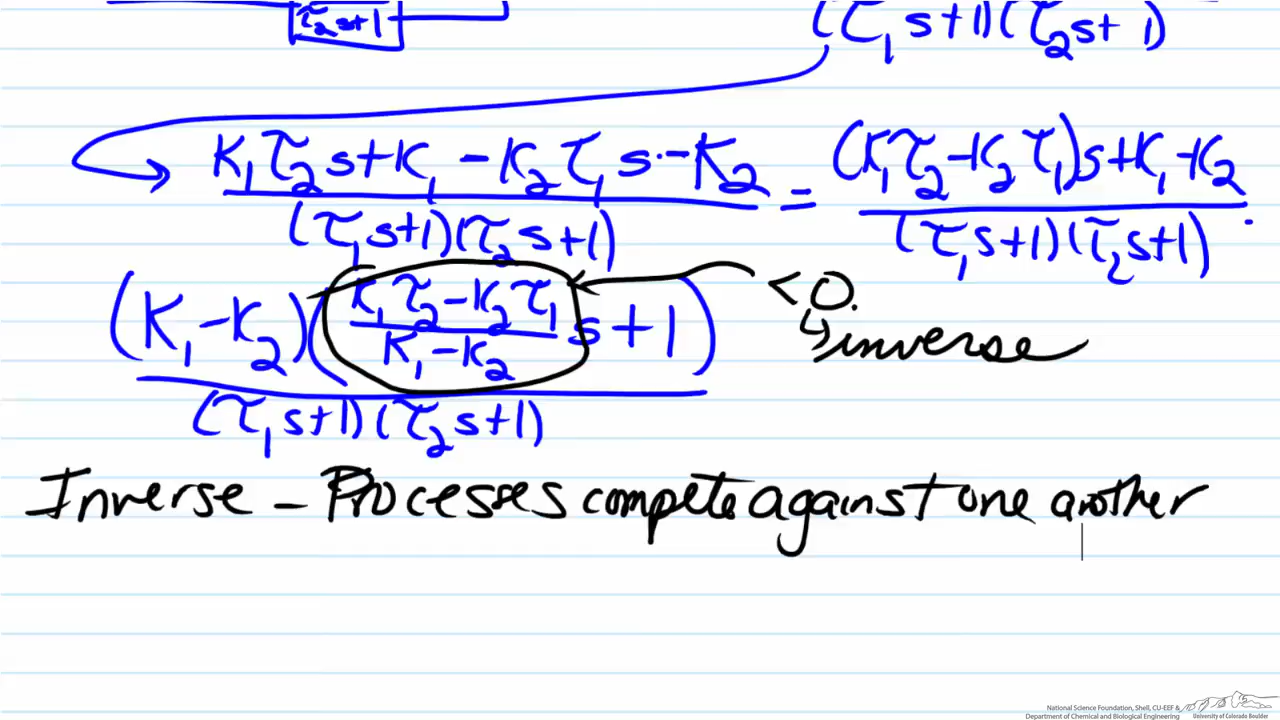 τ₂s+1
(τ₁s+1)(τ₂s+1)
K₁τ₂s+K₁-K₂τ₁s-K₂ = (K₁τ₂-K₂τ₁)s+K₁-K₂
(τ₁s+1)(τ₂s+1) (τ₁s+1)(τ₂s+1)
(K₁-K₂)(K₁τ₂-K₂τ₁/K₁-K₂ s+1) <0.
inverse
(τ₁s+1)(τ₂s+1)
Inverse - Processes compete against one another
National Science Foundation, Shell, CU-EEF &
Department of Chemical and Biological Engineering
University of Colorado Boulder